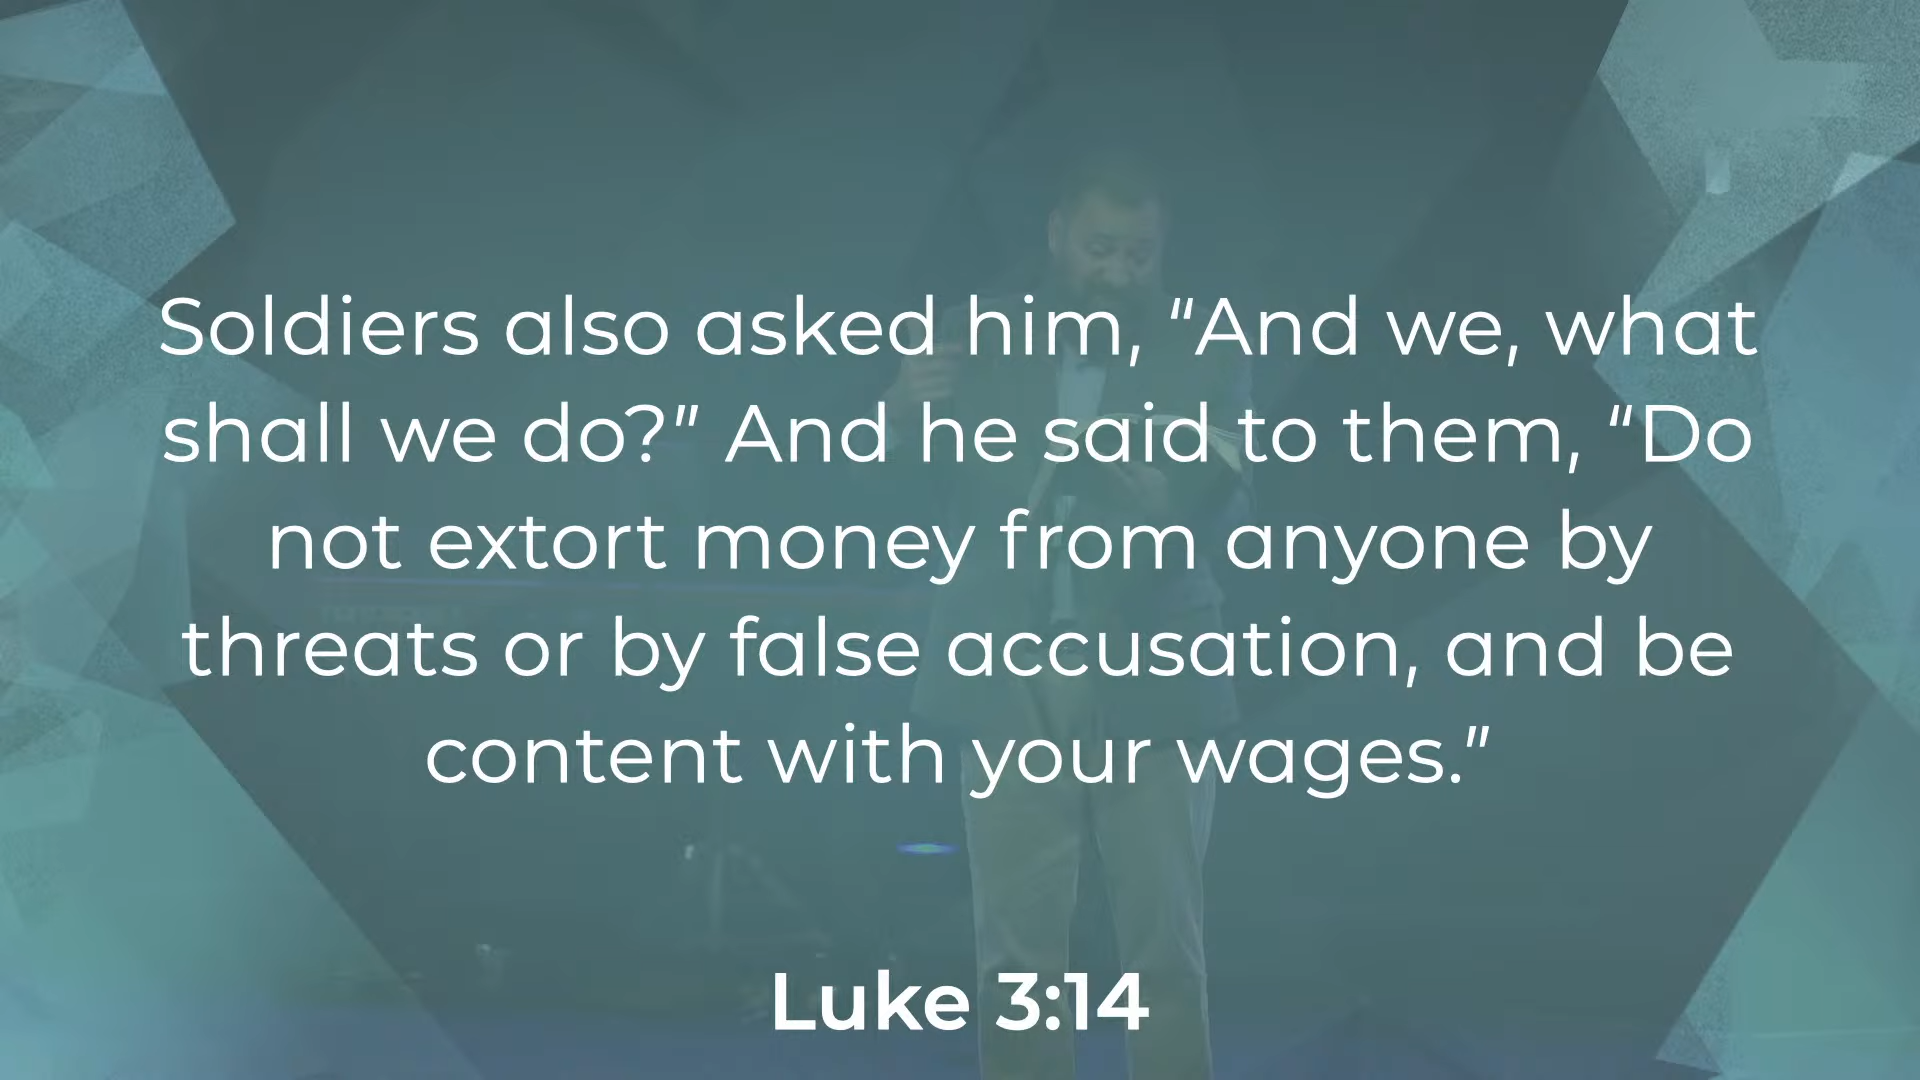 Soldiers also asked him, “And we, what
shall we do?” And he said to them, “Do
not extort money from anyone by
threats or by false accusation, and be
content with your wages.”
Luke 3:14